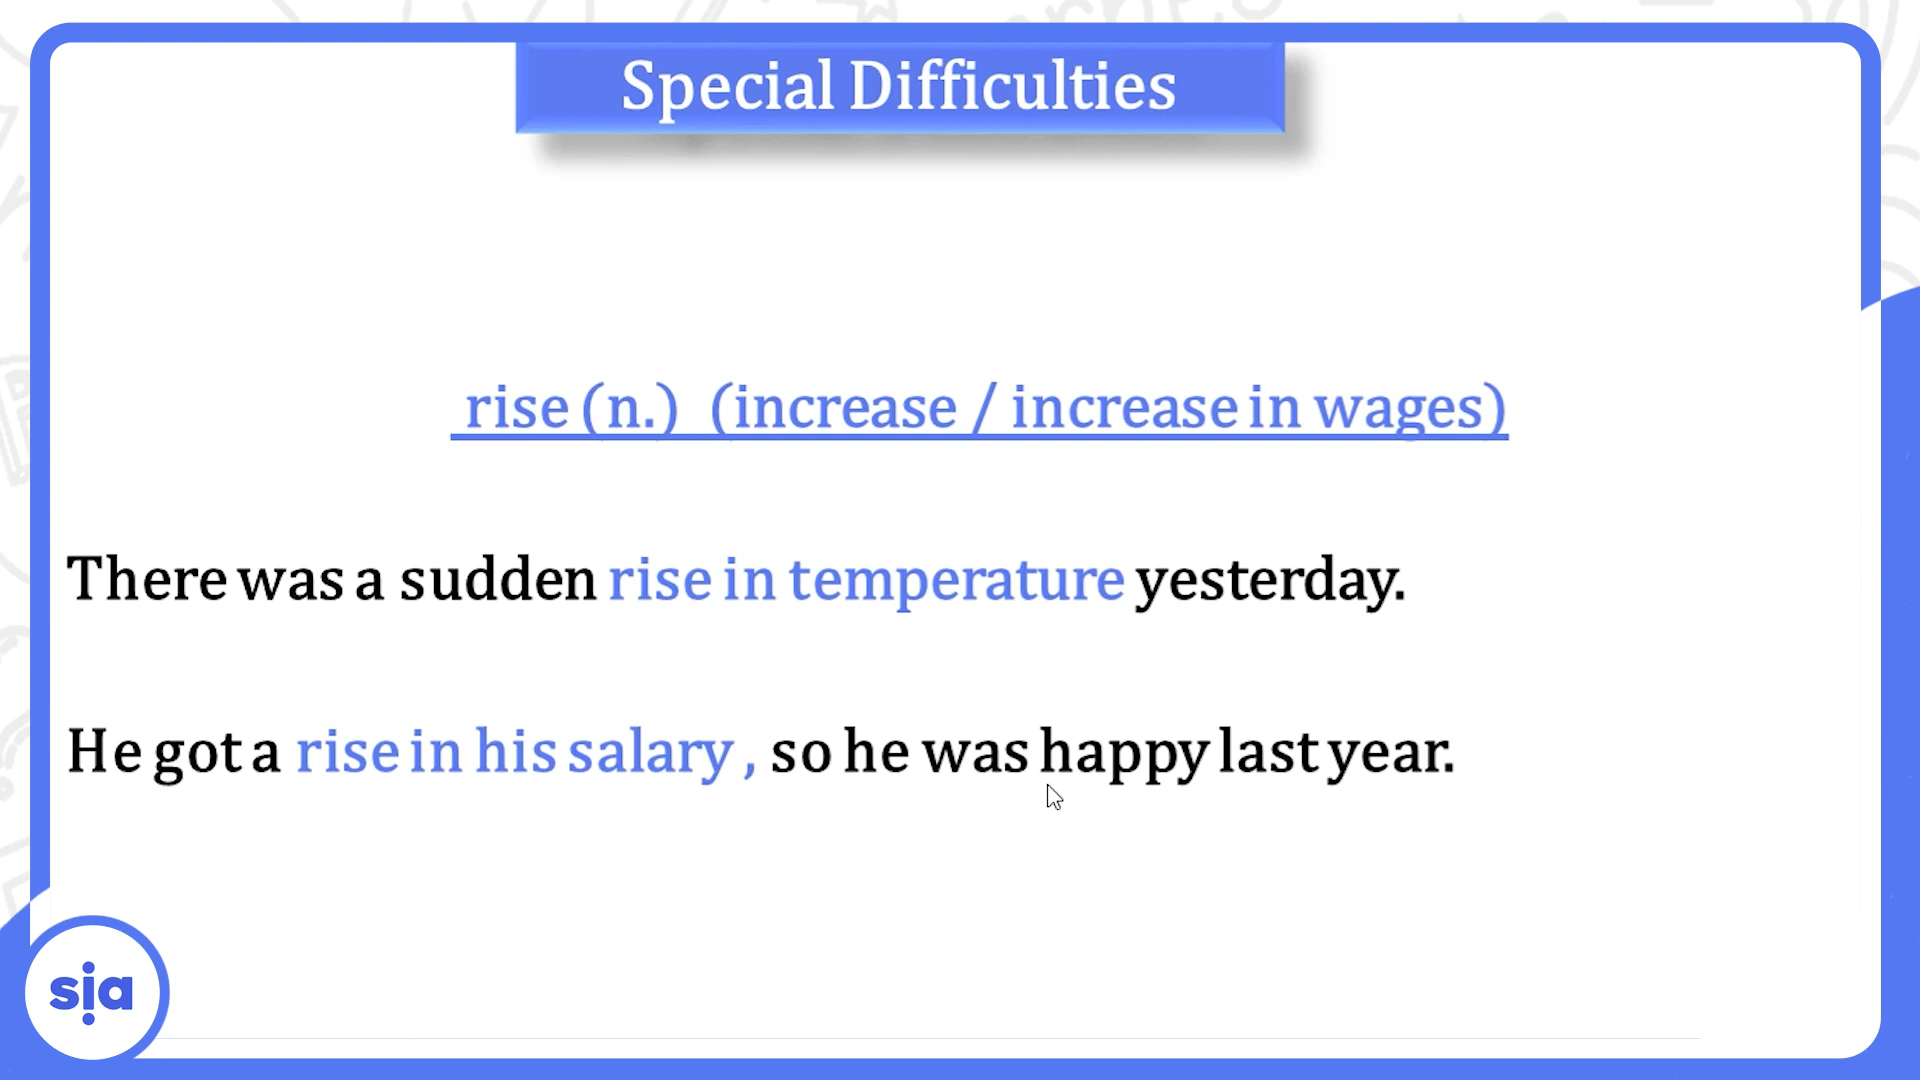 Special Difficulties
rise (n.) (increase / increase in wages)
There was a sudden rise in temperature yesterday.
He got a rise in his salary , so he was happy last year.
sia